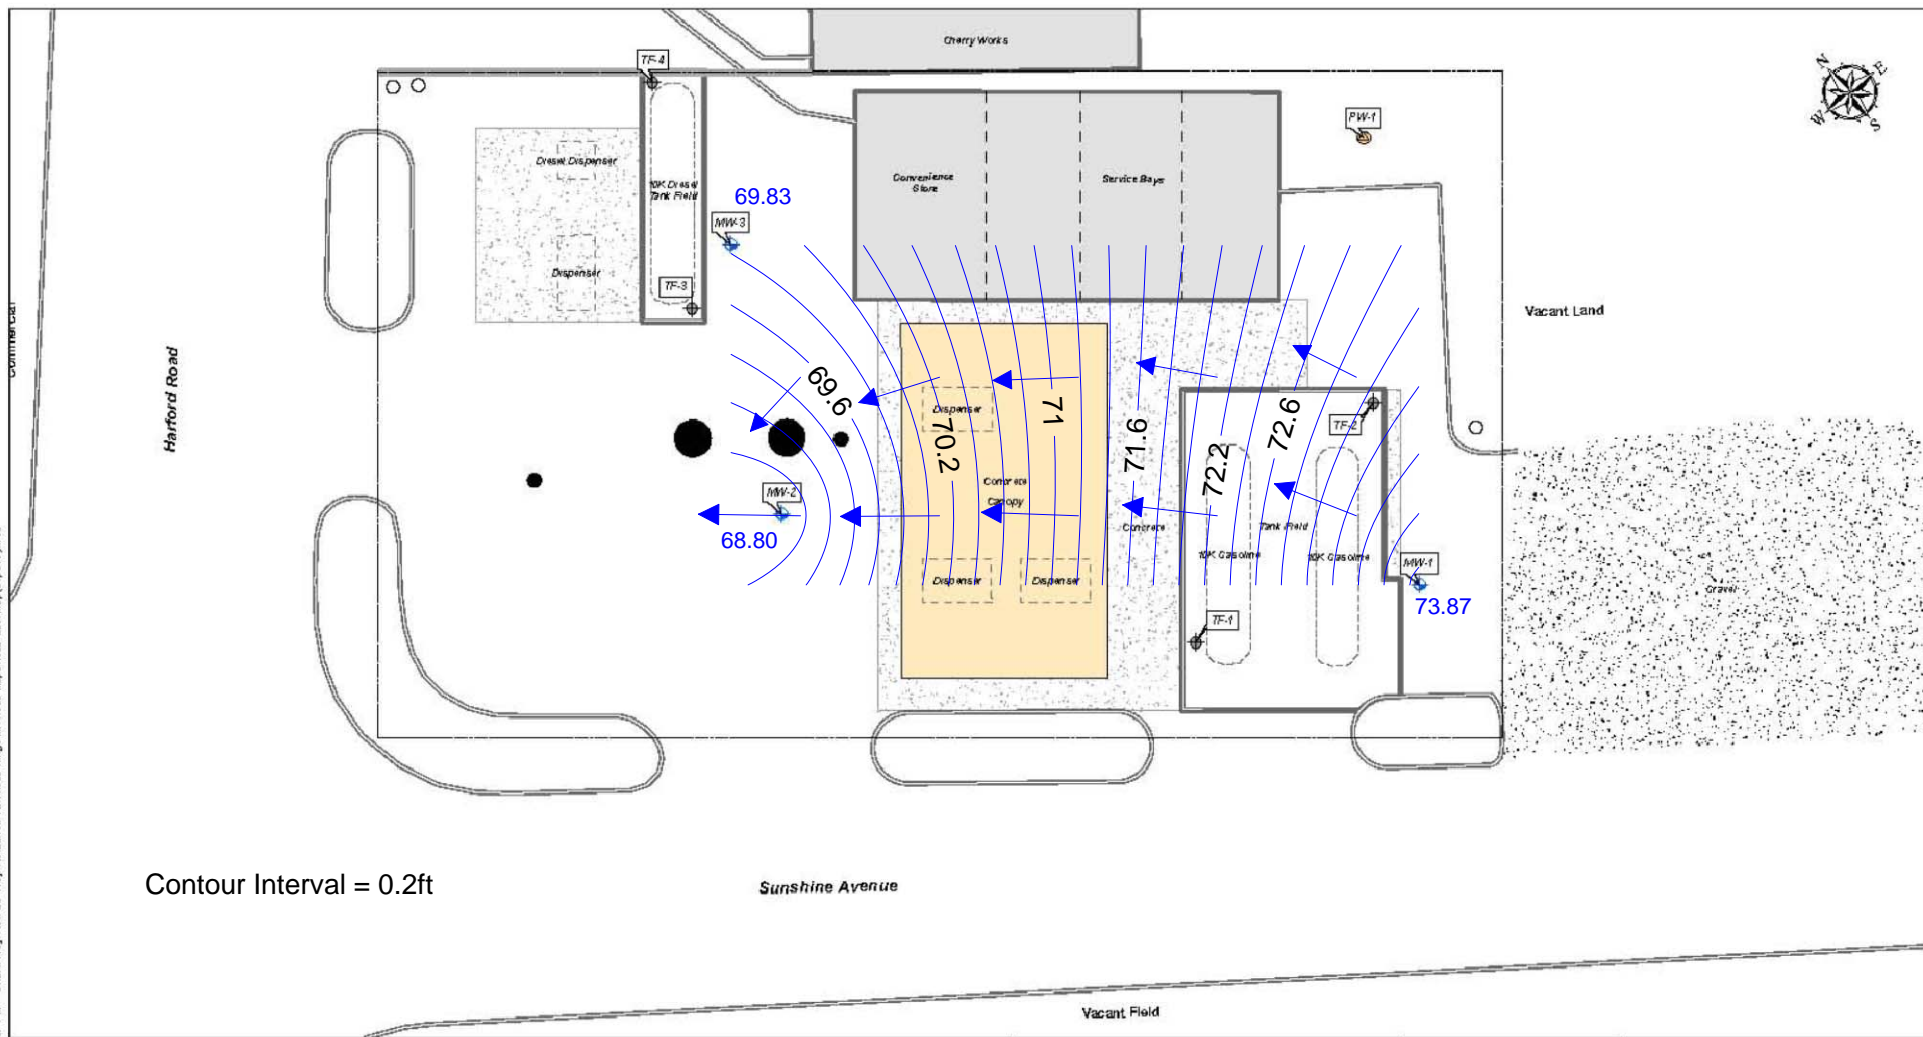 Cherry Works
TF-4
N
E
W
S
PW-1
Diesel Dispenser
10K Diesel
Tank Field
Convenience
Store
Service Bays
69.83
MW-3
Dispenser
TF-3
Vacant Land
Commercial
Harford Road
69.6
Dispenser
70.2
71
71.6
72.2
72.6
TF-2
Concrete
Canopy
MW-2
68.80
Concrete
Tank Field
10K Gasoline
10K Gasoline
MW-1
73.87
Gravel
Dispenser
Dispenser
TF-1
Contour Interval = 0.2ft
Sunshine Avenue
Vacant Field